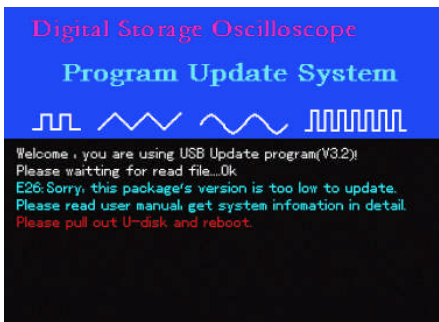 Digital Storage Oscilloscope
Program Update System
Welcome , you are using USB Update program(V3.2)!
Please waitting for read file....Ok
E26:Sorry, this package's version is too low to update.
Please read user manual, get system infomation in detail.
Please pull out U-disk and reboot.